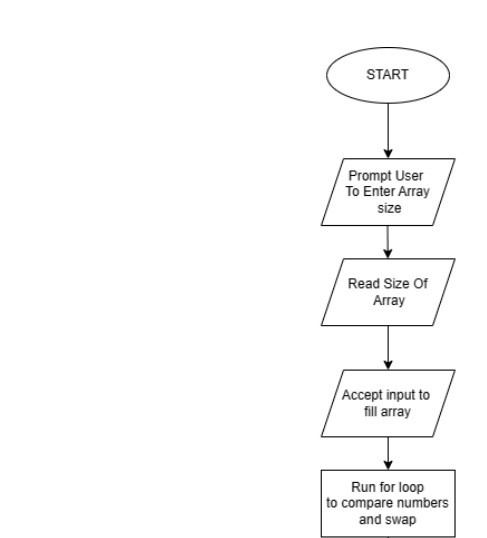 START
Prompt User
To Enter Array
size
Read Size Of
Array
Accept input to
fill array
Run for loop
to compare numbers
and swap